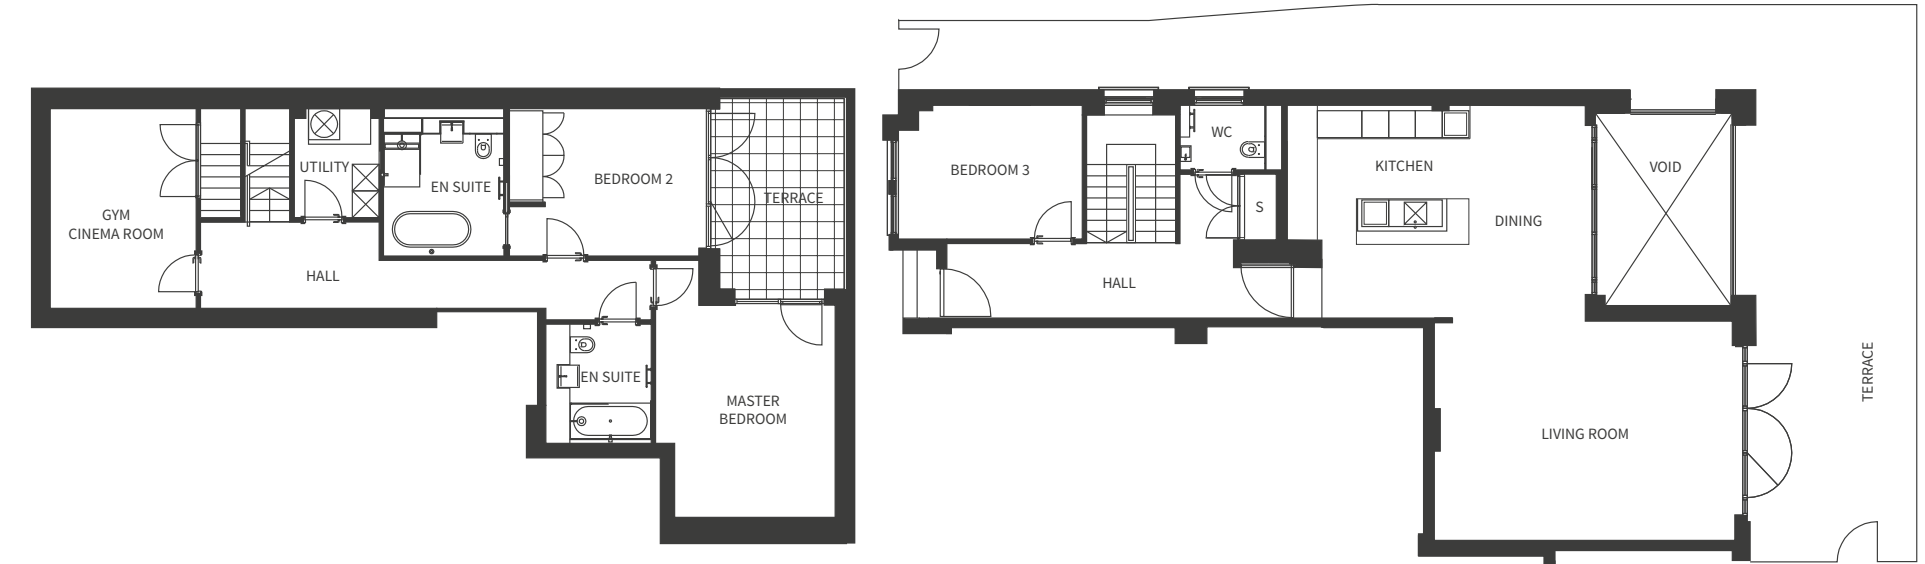 GYM
CINEMA ROOM
UTILITY
EN SUITE
BEDROOM 2
TERRACE
HALL
EN SUITE
MASTER
BEDROOM
BEDROOM 3
WC
S
KITCHEN
DINING
VOID
HALL
LIVING ROOM
TERRACE